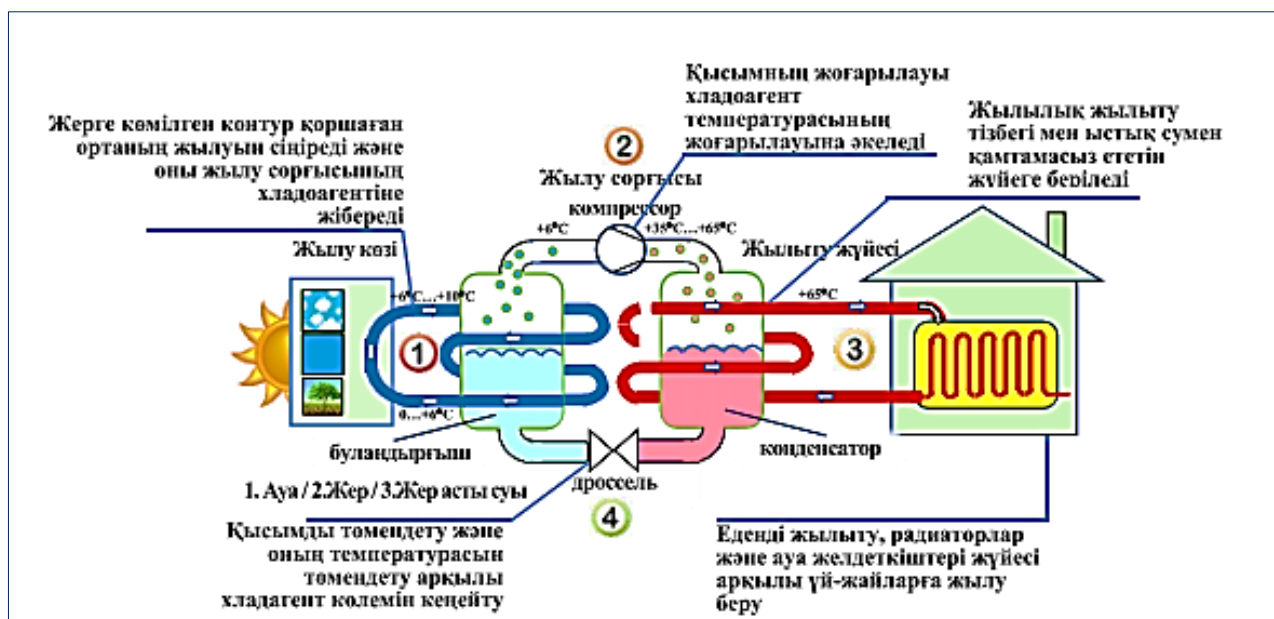 Қысымның жоғарылауы
хладоагент
температурасының
жоғарылауына әкеледі
Жылылық жылыту
тізбегі мен ыстық сумен
қамтамасыз ететін
жүйеге беріледі
Жерге көмілген контур қоршаған
ортаның жылуын сіңіреді және
оны жылу сорғысының
хладоагентіне
жібереді
Жылу көзі
2
Жылу сорғысы
компрессор
+6°C
+35°C...+65°C
Жылыту жүйесі
+6°C...+10°C
+65°C
1
3
0...+6°C
буландырғыш
конденсатор
дроссель
4
1. Ауа / 2.Жер / 3.Жер асты суы
Қысымды төмендету және
оның температурасын
төмендету арқылы
хладагент көлемін кеңейту
Еденді жылыту, радиаторлар
және ауа желдеткіштері жүйесі
арқылы үй-жайларға жылу
беру